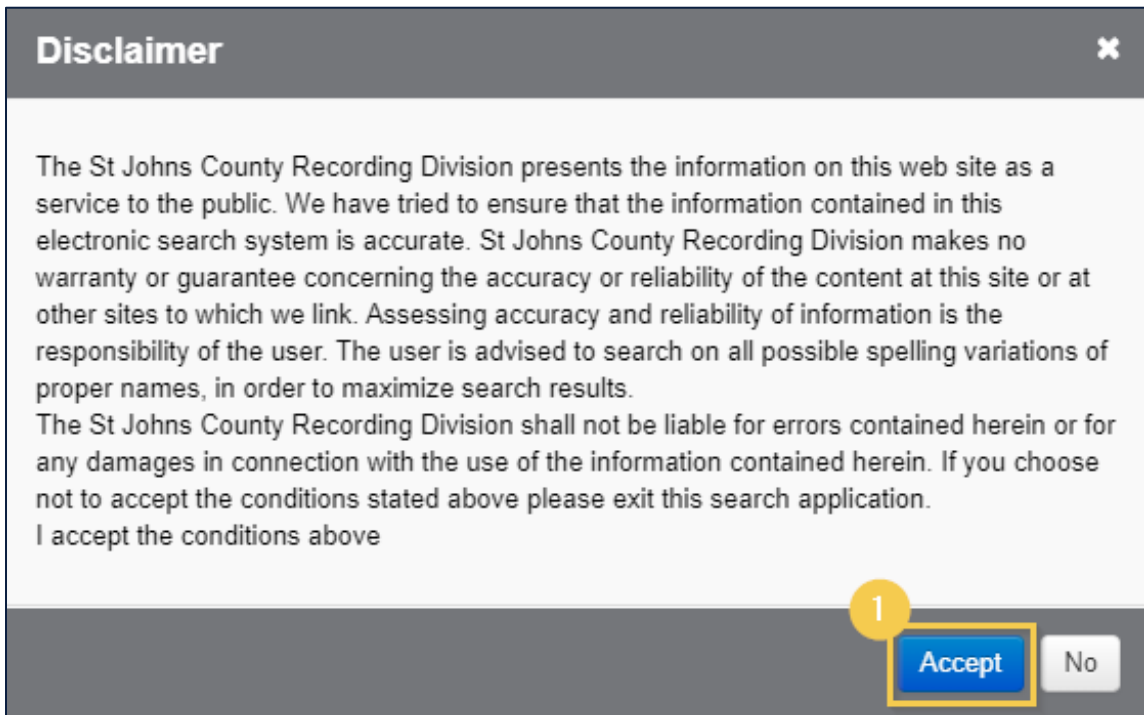 Disclaimer
The St Johns County Recording Division presents the information on this web site as a
service to the public. We have tried to ensure that the information contained in this
electronic search system is accurate. St Johns County Recording Division makes no
warranty or guarantee concerning the accuracy or reliability of the content at this site or at
other sites to which we link. Assessing accuracy and reliability of information is the
responsibility of the user. The user is advised to search on all possible spelling variations of
proper names, in order to maximize search results.
The St Johns County Recording Division shall not be liable for errors contained herein or for
any damages in connection with the use of the information contained herein. If you choose
not to accept the conditions stated above please exit this search application.
I accept the conditions above
1
Accept No